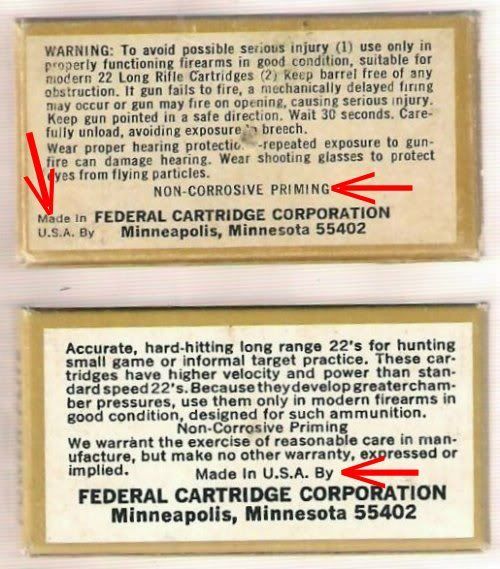 WARNING: To avoid possible serious injury (1) use only in
properly functioning firearms in good condition, suitable for
modern 22 Long Rifle Cartridges (2) Keep barrel free of any
obstruction. If gun fails to fire, a mechanically delayed firing
may occur or gun may fire on opening, causing serious injury.
Keep gun pointed in a safe direction. Wait 30 seconds. Care-
fully unload, avoiding exposure to breech.
Wear proper hearing protection-repeated exposure to gun-
fire can damage hearing. Wear shooting glasses to protect
eyes from flying particles.
NON-CORROSIVE PRIMING
Made In FEDERAL CARTRIDGE CORPORATION
U.S.A. By Minneapolis, Minnesota 55402
Accurate, hard-hitting long range 22's for hunting
small game or informal target practice. These car-
tridges have higher velocity and power than stan-
dard speed 22's. Because they develop greater cham-
ber pressures, use them only in modern firearms in
good condition, designed for such ammunition.
Non-Corrosive Priming
We warrant the exercise of reasonable care in man-
ufacture, but make no other warranty, expressed or
implied.
Made In U.S.A. By
FEDERAL CARTRIDGE CORPORATION
Minneapolis, Minnesota 55402